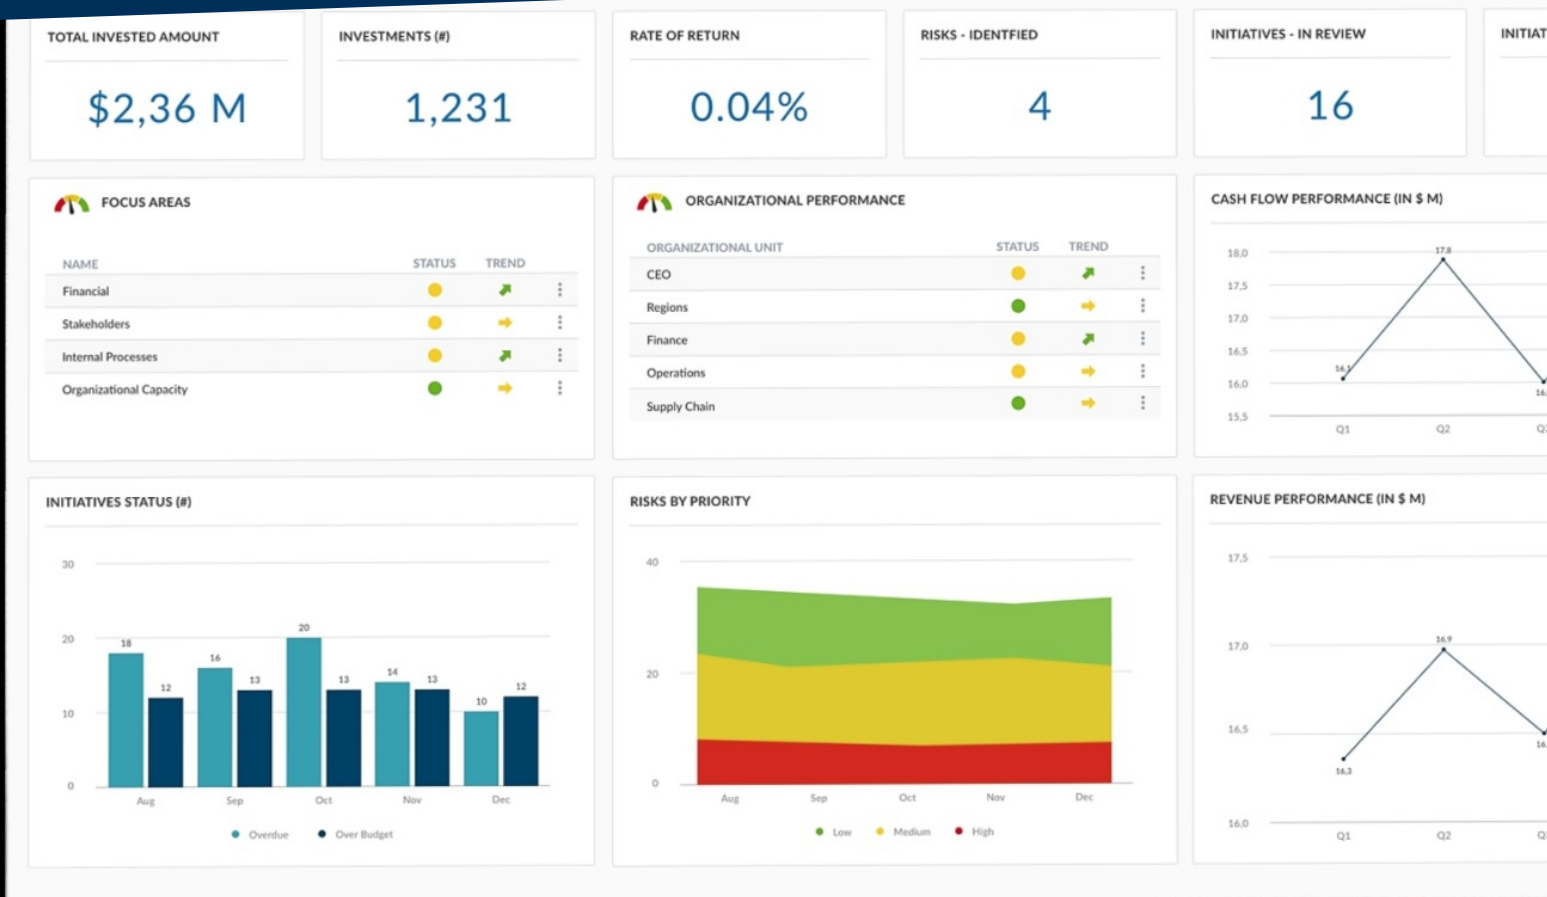 TOTAL INVESTED AMOUNT
$2,36 M
INVESTMENTS (#)
1,231
RATE OF RETURN
0.04%
RISKS - IDENTFIED
4
INITIATIVES - IN REVIEW
16
INITIAT
FOCUS AREAS
NAME STATUS TREND
Financial
Stakeholders
Internal Processes
Organizational Capacity
ORGANIZATIONAL PERFORMANCE
ORGANIZATIONAL UNIT STATUS TREND
CEO
Regions
Finance
Operations
Supply Chain
CASH FLOW PERFORMANCE (IN $ M)
18,0
17,5
17,0
16,5
16,0
15,5
16,1
17,8
16,
Q1 Q2 Q
INITIATIVES STATUS (#)
30
20
10
0
18 12 16 13 20 13 14 13 10 12
Aug Sep Oct Nov Dec
Overdue Over Budget
RISKS BY PRIORITY
40
20
0
Aug Sep Oct Nov Dec
Low Medium High
REVENUE PERFORMANCE (IN $ M)
17,5
17,0
16,5
16,0
16,3
16,9
16,
Q1 Q2 Q